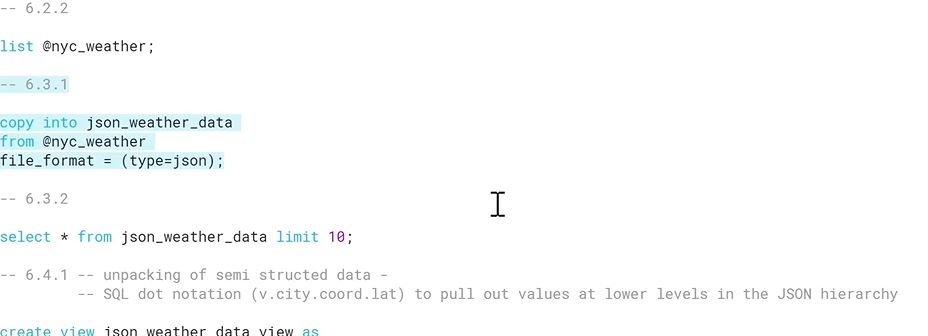 -- 6.2.2
list @nyc_weather;
-- 6.3.1
copy into json_weather_data
from @nyc_weather
file_format = (type=json);
-- 6.3.2
select * from json_weather_data limit 10;
-- 6.4.1 -- unpacking of semi structed data -
-- SQL dot notation (v.city.coord.lat) to pull out values at lower levels in the JSON hierarchy
create view json_weather_data_view as